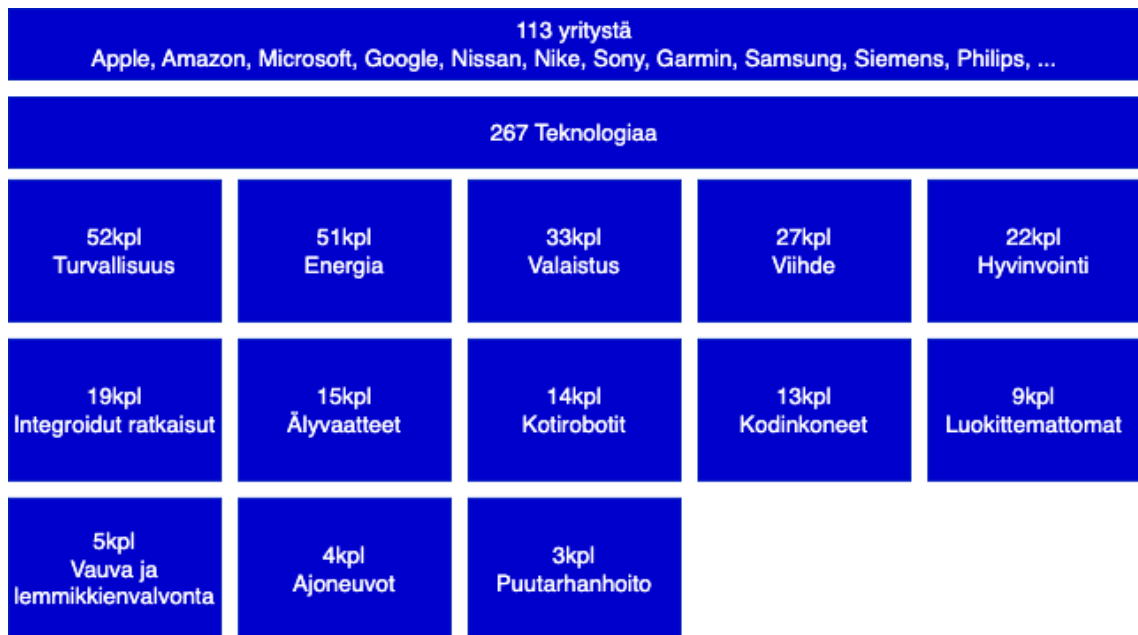 113 yritystä
Apple, Amazon, Microsoft, Google, Nissan, Nike, Sony, Garmin, Samsung, Siemens, Philips, ...
267 Teknologiaa
52kpl
Turvallisuus
51kpl
Energia
33kpl
Valaistus
27kpl
Viihde
22kpl
Hyvinvointi
19kpl
Integroidut ratkaisut
15kpl
Älyvaatteet
14kpl
Kotirobotit
13kpl
Kodinkoneet
9kpl
Luokittemattomat
5kpl
Vauva ja
lemmikkienvalvonta
4kpl
Ajoneuvot
3kpl
Puutarhanhoito